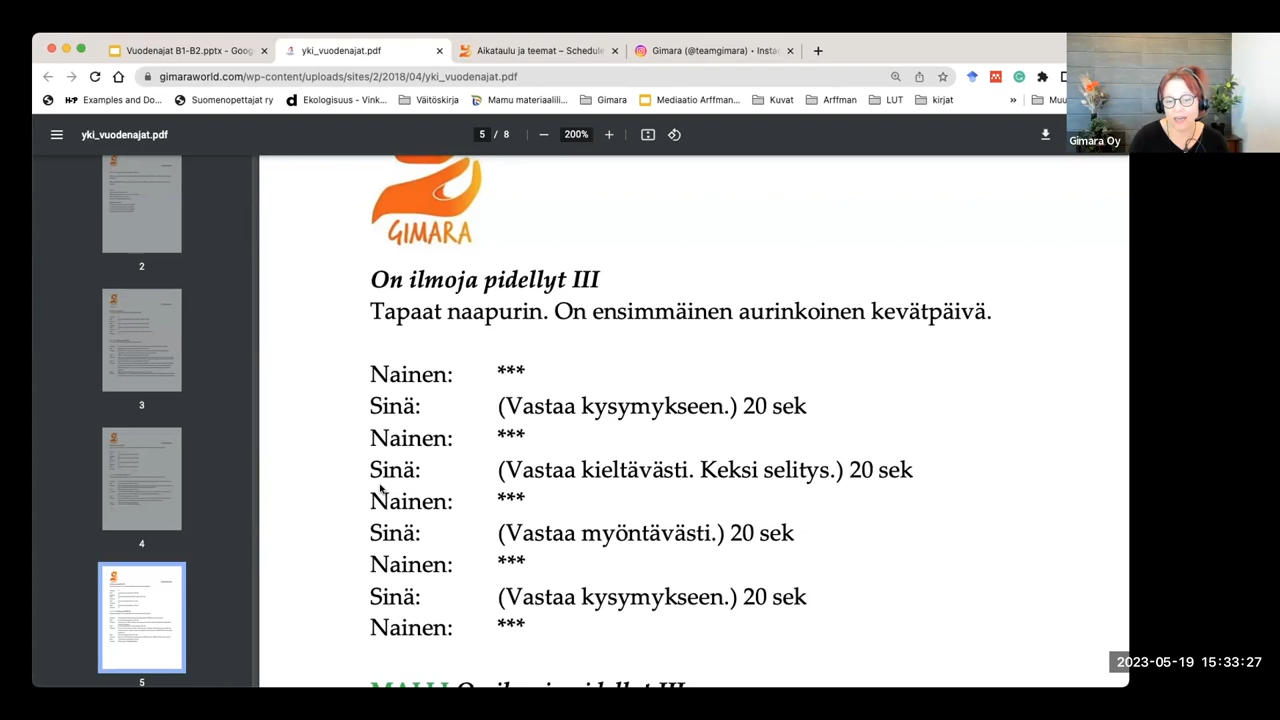 Vuodenajat B1-B2.pptx - Goog
yki_vuodenajat.pdf
Aikataulu ja teemat – Schedule
Gimara (@teamgimara) • Insta
gimaraworld.com/wp-content/uploads/sites/2/2018/04/yki_vuodenajat.pdf
Examples and Do...
Suomenopettajat ry
Ekologisuus - Vink...
Väitöskirja
Mamu materiaalili...
Gimara
Mediaatio Arffman...
Kuvat
Arffman
LUT
kirjat
»
Muu
yki_vuodenajat.pdf
5 / 8
200%
Gimara Oy
2
3
4
5
GIMARA
On ilmoja pidellyt III
Tapaat naapurin. On ensimmäinen aurinkoinen kevätpäivä.
Nainen: ***
Sinä: (Vastaa kysymykseen.) 20 sek
Nainen: ***
Sinä: (Vastaa kieltävästi. Keksi selitys.) 20 sek
Nainen: ***
Sinä: (Vastaa myöntävästi.) 20 sek
Nainen: ***
Sinä: (Vastaa kysymykseen.) 20 sek
Nainen: ***
2023-05-19 15:33:27